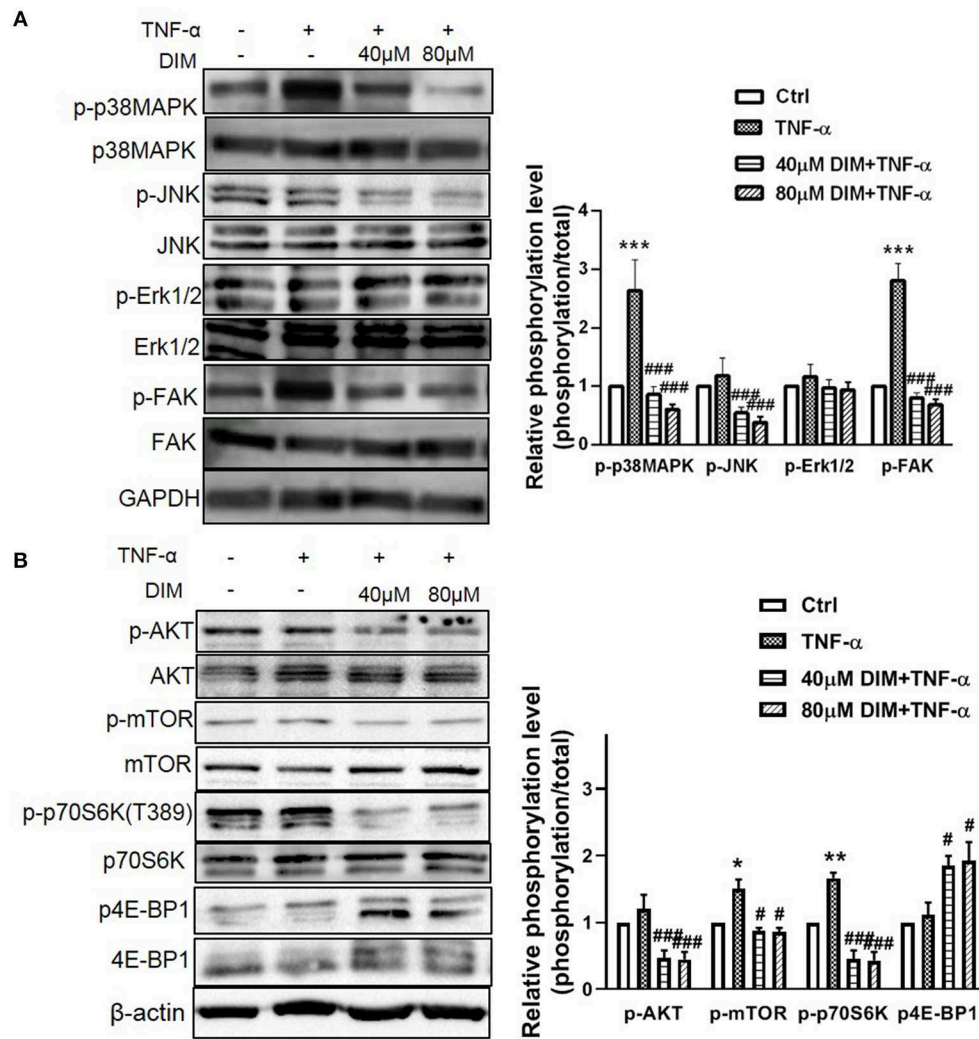 A
TNF-α - + + +
DIM - - 40μM 80μM
p-p38MAPK
p38MAPK
p-JNK
JNK
p-Erk1/2
Erk1/2
p-FAK
FAK
GAPDH
Ctrl
TNF-α
40μM DIM+TNF-α
80μM DIM+TNF-α
Relative phosphorylation level
(phosphorylation/total)
4
3
2
1
0
*** ***
### ### ### ### ### ###
p-p38MAPK p-JNK p-Erk1/2 p-FAK
B
TNF-α - + + +
DIM - - 40μM 80μM
p-AKT
AKT
p-mTOR
mTOR
p-p70S6K(T389)
p70S6K
p4E-BP1
4E-BP1
β-actin
Ctrl
TNF-α
40μM DIM+TNF-α
80μM DIM+TNF-α
Relative phosphorylation level
(phosphorylation/total)
3
2
1
0
* **
### ### # # ### ### # #
p-AKT p-mTOR p-p70S6K p4E-BP1